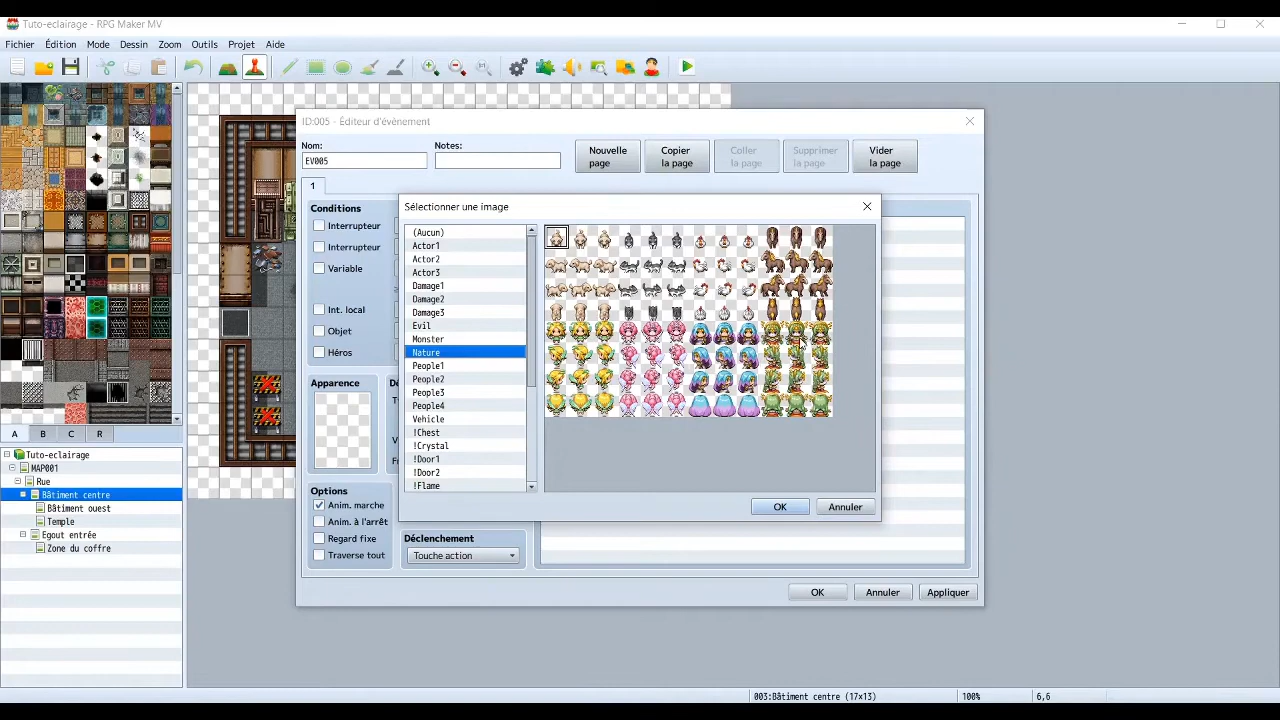 Tuto-eclairage - RPG Maker MV
Fichier Édition Mode Dessin Zoom Outils Projet Aide
ID:005 - Éditeur d'évènement
Nom: Notes:
EV005
Nouvelle page
Copier la page
Coller la page
Supprimer la page
Vider la page
1
Conditions
Interrupteur
Interrupteur
Variable
Int. local
Objet
Héros
Apparence
Options
Anim. marche
Anim. à l'arrêt
Regard fixe
Traverse tout
Déclenchement
Touche action
Sélectionner une image
(Aucun)
Actor1
Actor2
Actor3
Damage1
Damage2
Damage3
Evil
Monster
Nature
People1
People2
People3
People4
Vehicle
!Chest
!Crystal
!Door1
!Door2
!Flame
OK Annuler
OK Annuler Appliquer
A B C R
Tuto-eclairage
MAP001
Rue
Bâtiment centre
Bâtiment ouest
Temple
Egout entrée
Zone du coffre
003:Bâtiment centre (17x13) 100% 6,6